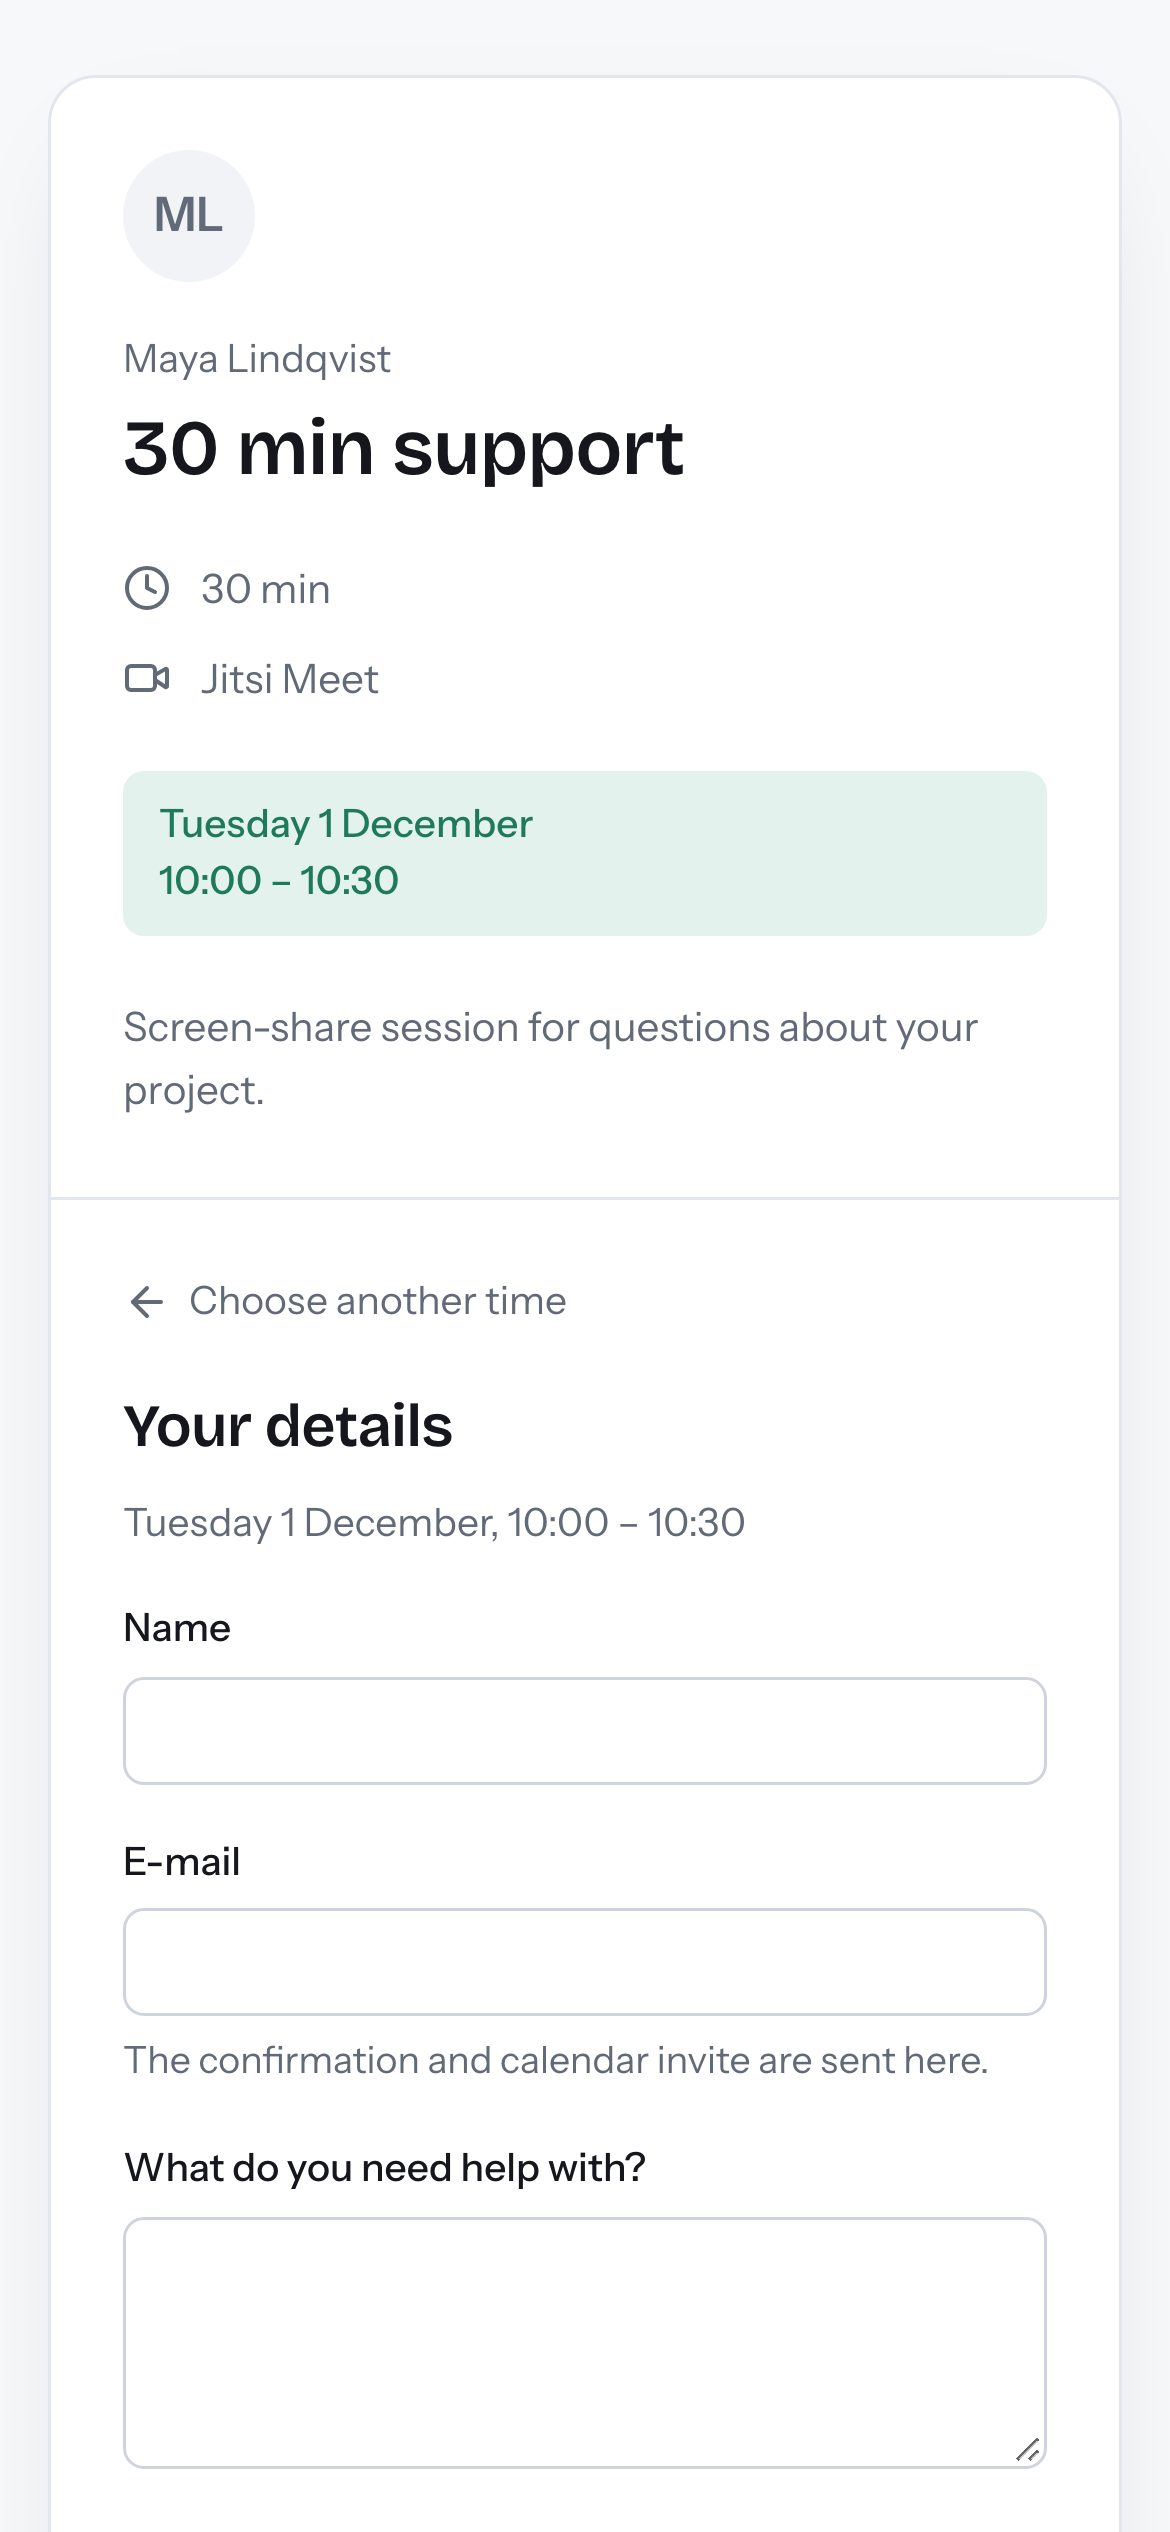 ML
Maya Lindqvist
30 min support
30 min
Jitsi Meet
Tuesday 1 December
10:00 – 10:30
Screen-share session for questions about your
project.
Choose another time
Your details
Tuesday 1 December, 10:00 – 10:30
Name
E-mail
The confirmation and calendar invite are sent here.
What do you need help with?